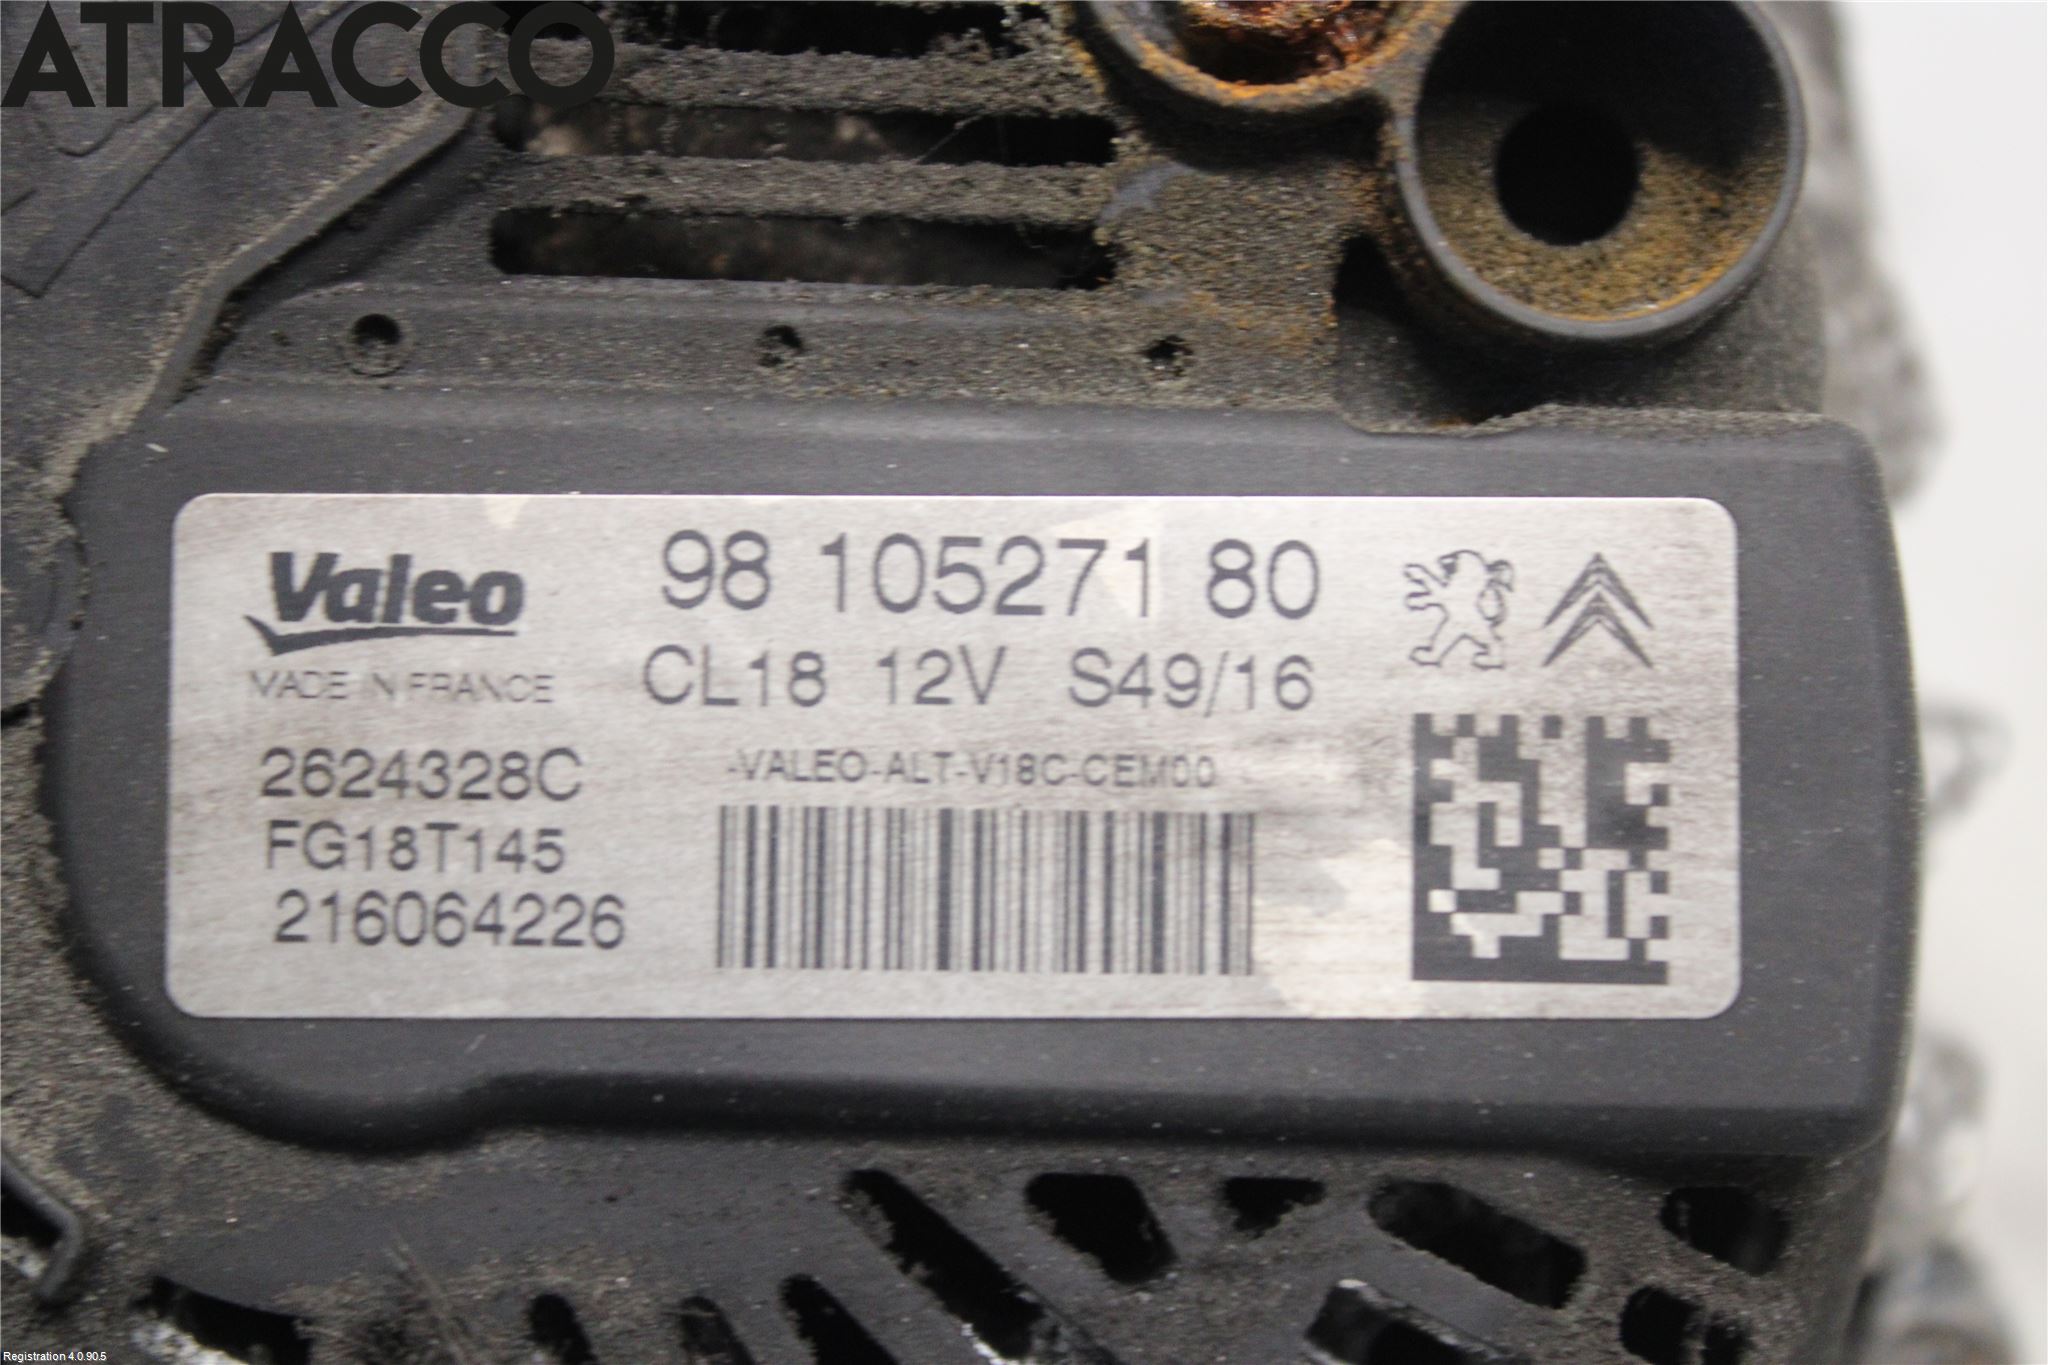 ATRACCO
Valeo
MADE IN FRANCE
98 105271 80
CL18 12V S49/16
2624328C
FG18T145
216064226
-VALEO-ALT-V18C-CEM00
Registration 4.0.90.5